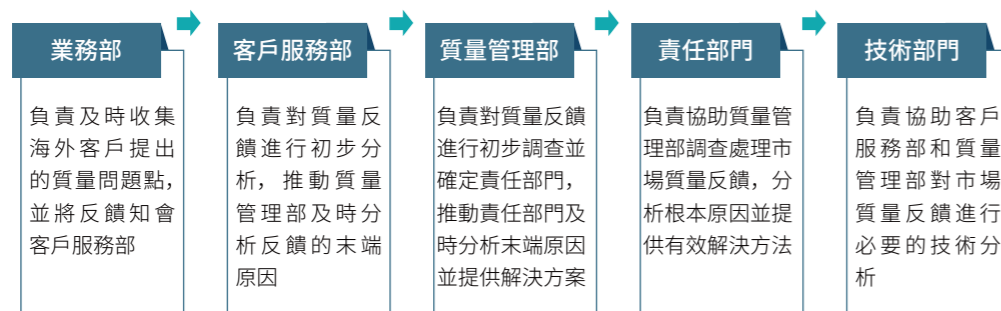 業務部
負責及時收集
海外客戶提出
的質量問題點，
並將反饋知會
客戶服務部
客戶服務部
負責對質量反
饋進行初步分
析，推動質量
管理部及時分
析反饋的末端
原因
質量管理部
負責對質量反饋
進行初步調查並
確定責任部門，
推動責任部門及
時分析末端原因
並提供解決方案
責任部門
負責協助質量管
理部調查處理市
場質量反饋，分
析根本原因並提
供有效解決方法
技術部門
負責協助客戶
服務部和質量
管理部對市場
質量反饋進行
必要的技術分
析